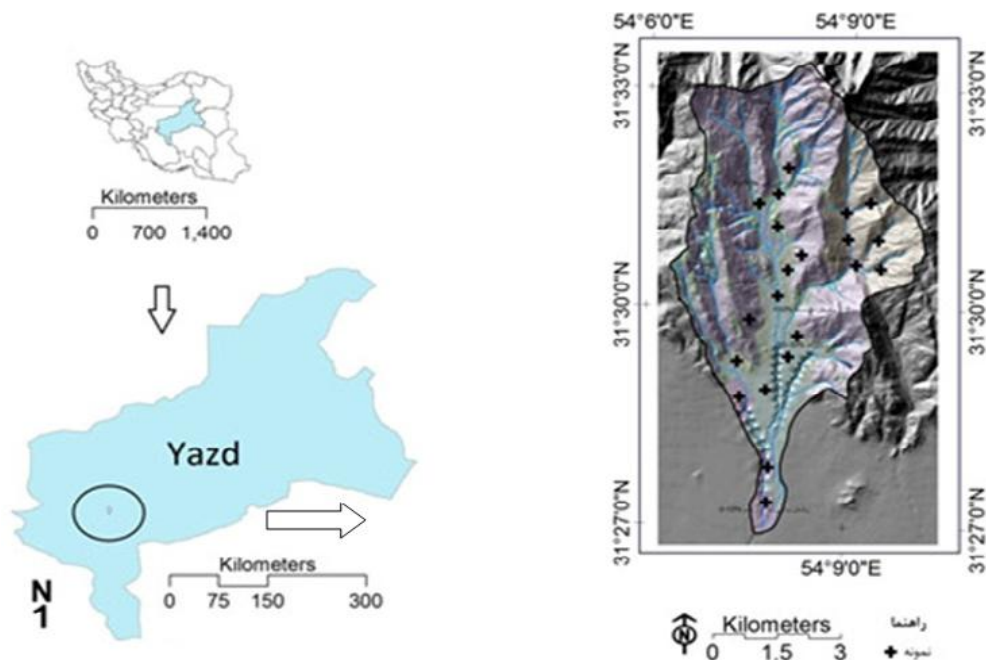 Kilometers
0 700 1,400
Yazd
Kilometers
0 75 150 300
N
1
54°6'0"E 54°9'0"E
31°33'0"N 31°33'0"N
31°30'0"N 31°30'0"N
31°27'0"N 31°27'0"N
54°9'0"E
N
Kilometers
0 1.5 3
راهنما
نمونه